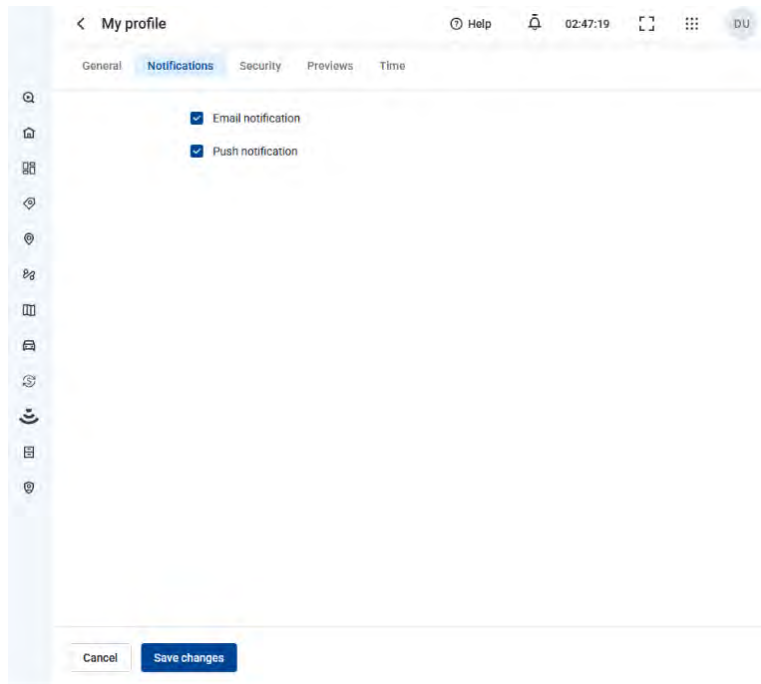 My profile
Help
02:47:19
DU
General Notifications Security Previews Time
Email notification
Push notification
Cancel Save changes